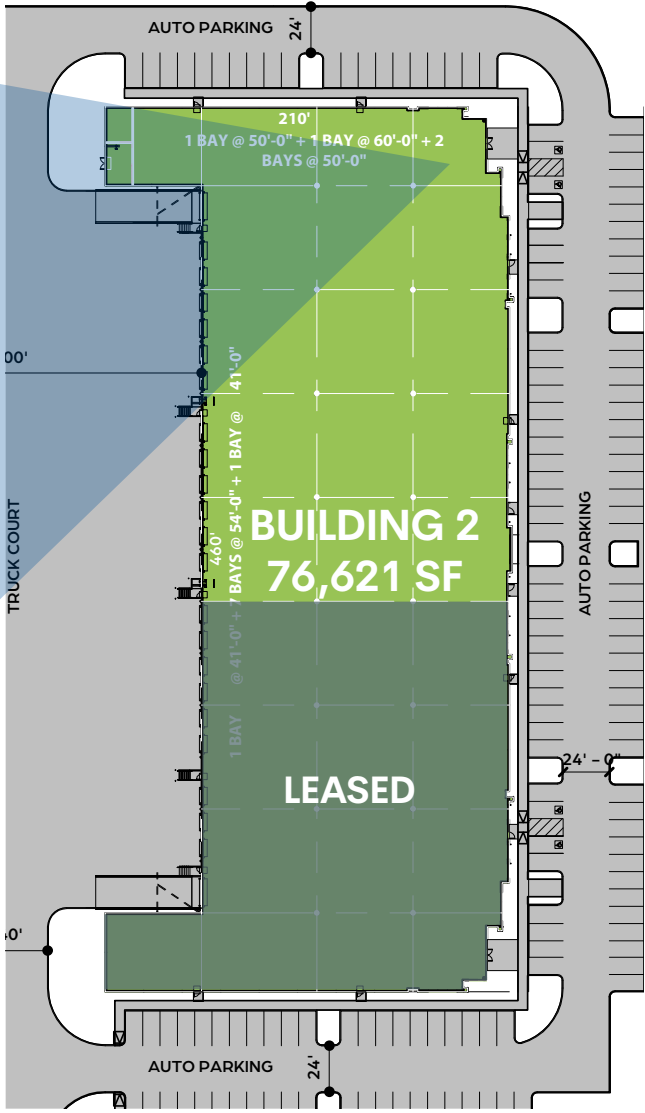 AUTO PARKING
24'
210'
1 BAY @ 50'-0" + 1 BAY @ 60'-0" + 2
BAYS @ 50'-0"
00'
TRUCK COURT
460'
1 BAY @ 41'-0" + 7 BAYS @ 54'-0" + 1 BAY @ 41'-0"
BUILDING 2
76,621 SF
AUTO PARKING
24' – 0"
LEASED
40'
AUTO PARKING
24'